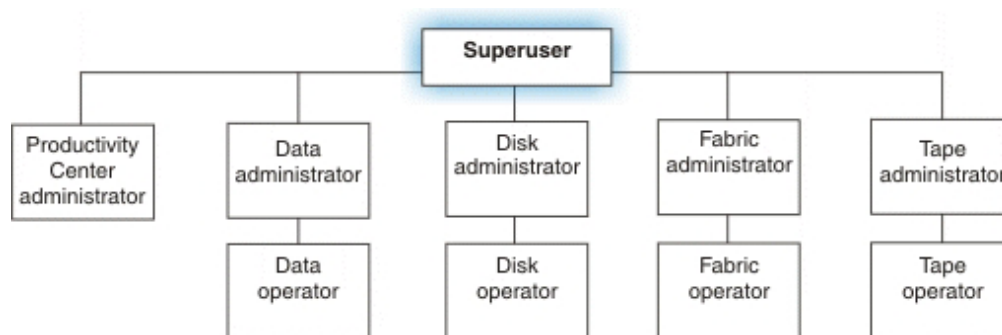 Superuser
Productivity
Center
administrator
Data
administrator
Disk
administrator
Fabric
administrator
Tape
administrator
Data
operator
Disk
operator
Fabric
operator
Tape
operator